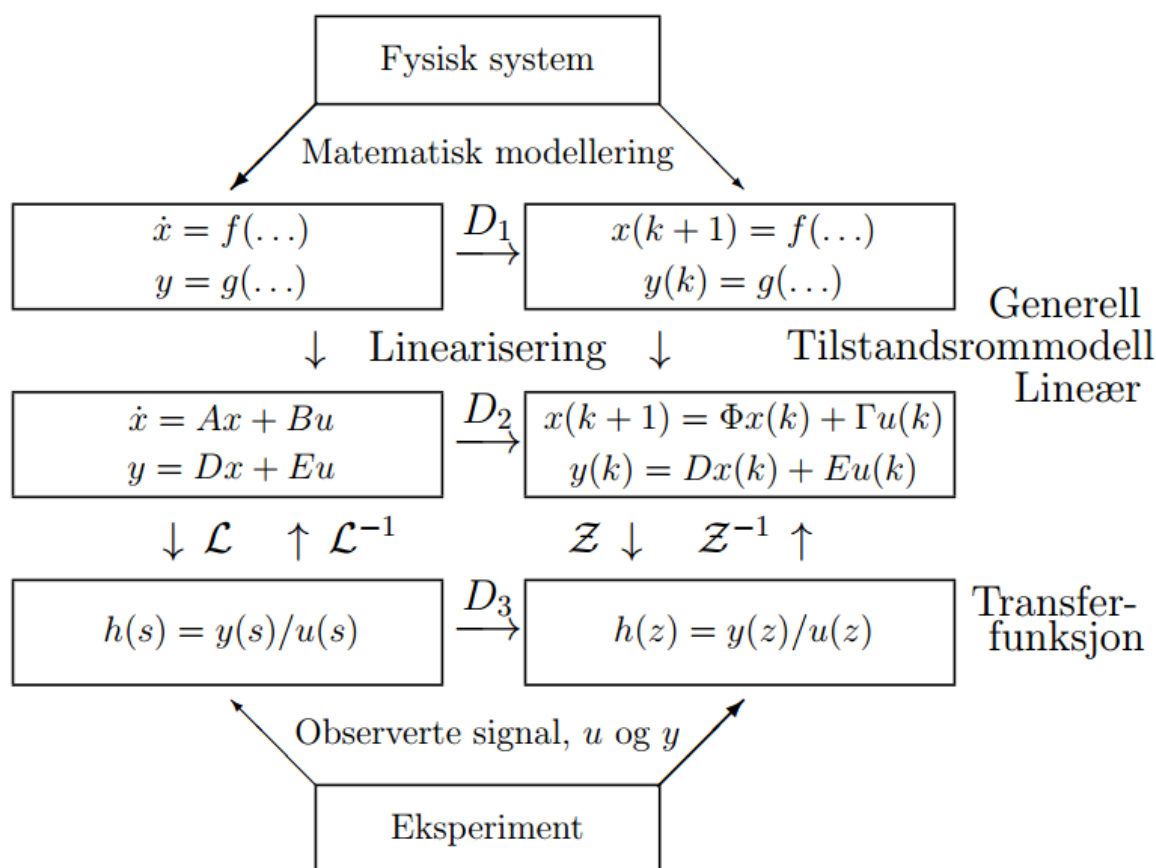 Fysisk system
Matematisk modellering
ẋ = f(…)
y = g(…)
D₁
→
x(k + 1) = f(…)
y(k) = g(…)
Generell
Tilstandsrommodell
Lineær
↓ Linearisering ↓
ẋ = Ax + Bu
y = Dx + Eu
D₂
→
x(k + 1) = Φx(k) + Γu(k)
y(k) = Dx(k) + Eu(k)
↓ ℒ ↑ ℒ⁻¹
𝒵 ↓ 𝒵⁻¹ ↑
h(s) = y(s)/u(s)
D₃
→
h(z) = y(z)/u(z)
Transfer-
funksjon
Observerte signal, u og y
Eksperiment